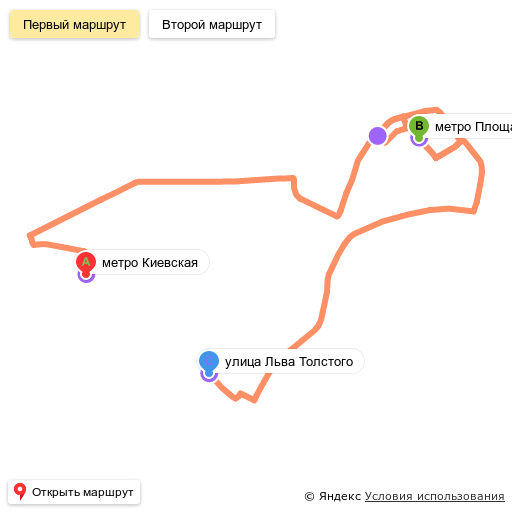 Первый маршрут
Второй маршрут
B
метро Площа
A
метро Киевская
улица Льва Толстого
Открыть маршрут
© Яндекс Условия использования